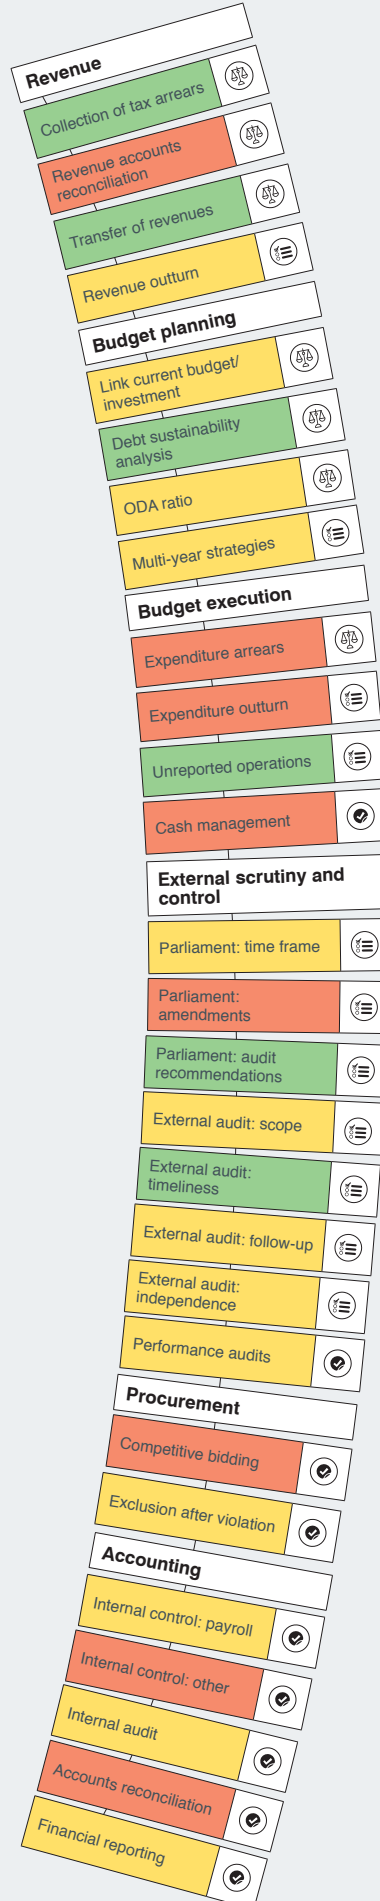 Revenue
Collection of tax arrears
Revenue accounts
reconciliation
Transfer of revenues
Revenue outturn
Budget planning
Link current budget/
investment
Debt sustainability
analysis
ODA ratio
Multi-year strategies
Budget execution
Expenditure arrears
Expenditure outturn
Unreported operations
Cash management
External scrutiny and
control
Parliament: time frame
Parliament:
amendments
Parliament: audit
recommendations
External audit: scope
External audit:
timeliness
External audit: follow-up
External audit:
independence
Performance audits
Procurement
Competitive bidding
Exclusion after violation
Accounting
Internal control: payroll
Internal control: other
Internal audit
Accounts reconciliation
Financial reporting